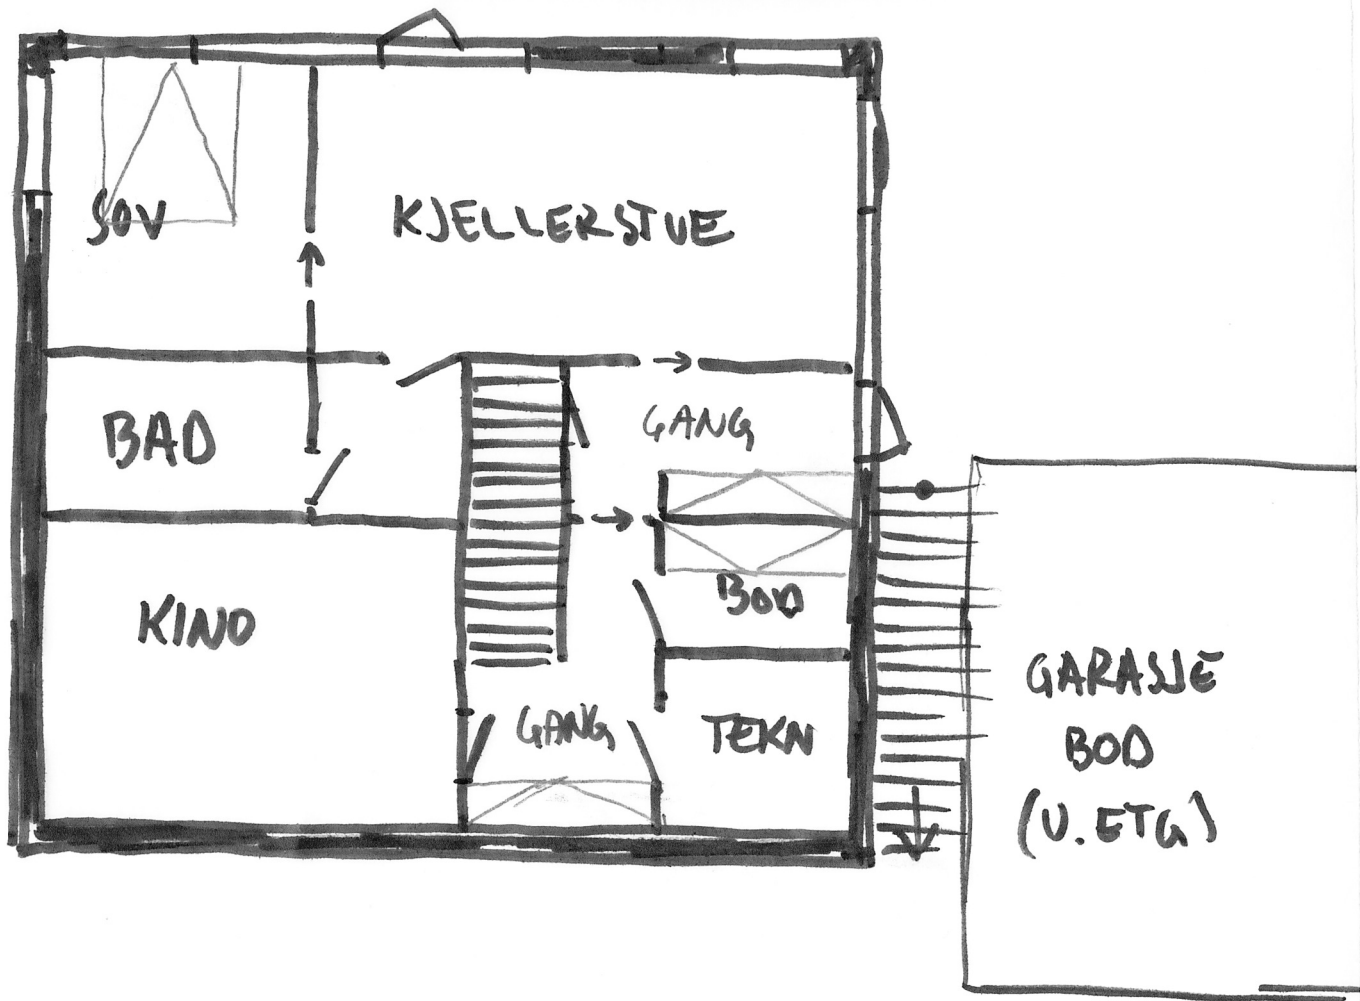 SOV
KJELLERSTUE
BAD
GANG
BOD
KINO
GANG
TEKN
GARASJE
BOD
(U.ETG)